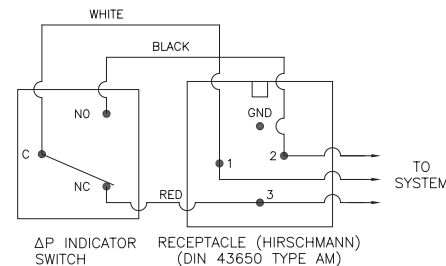 WHITE
BLACK
NO
GND
C
1
2
NC
RED
3
TO
SYSTEM
ΔP INDICATOR
SWITCH
RECEPTACLE (HIRSCHMANN)
(DIN 43650 TYPE AM)